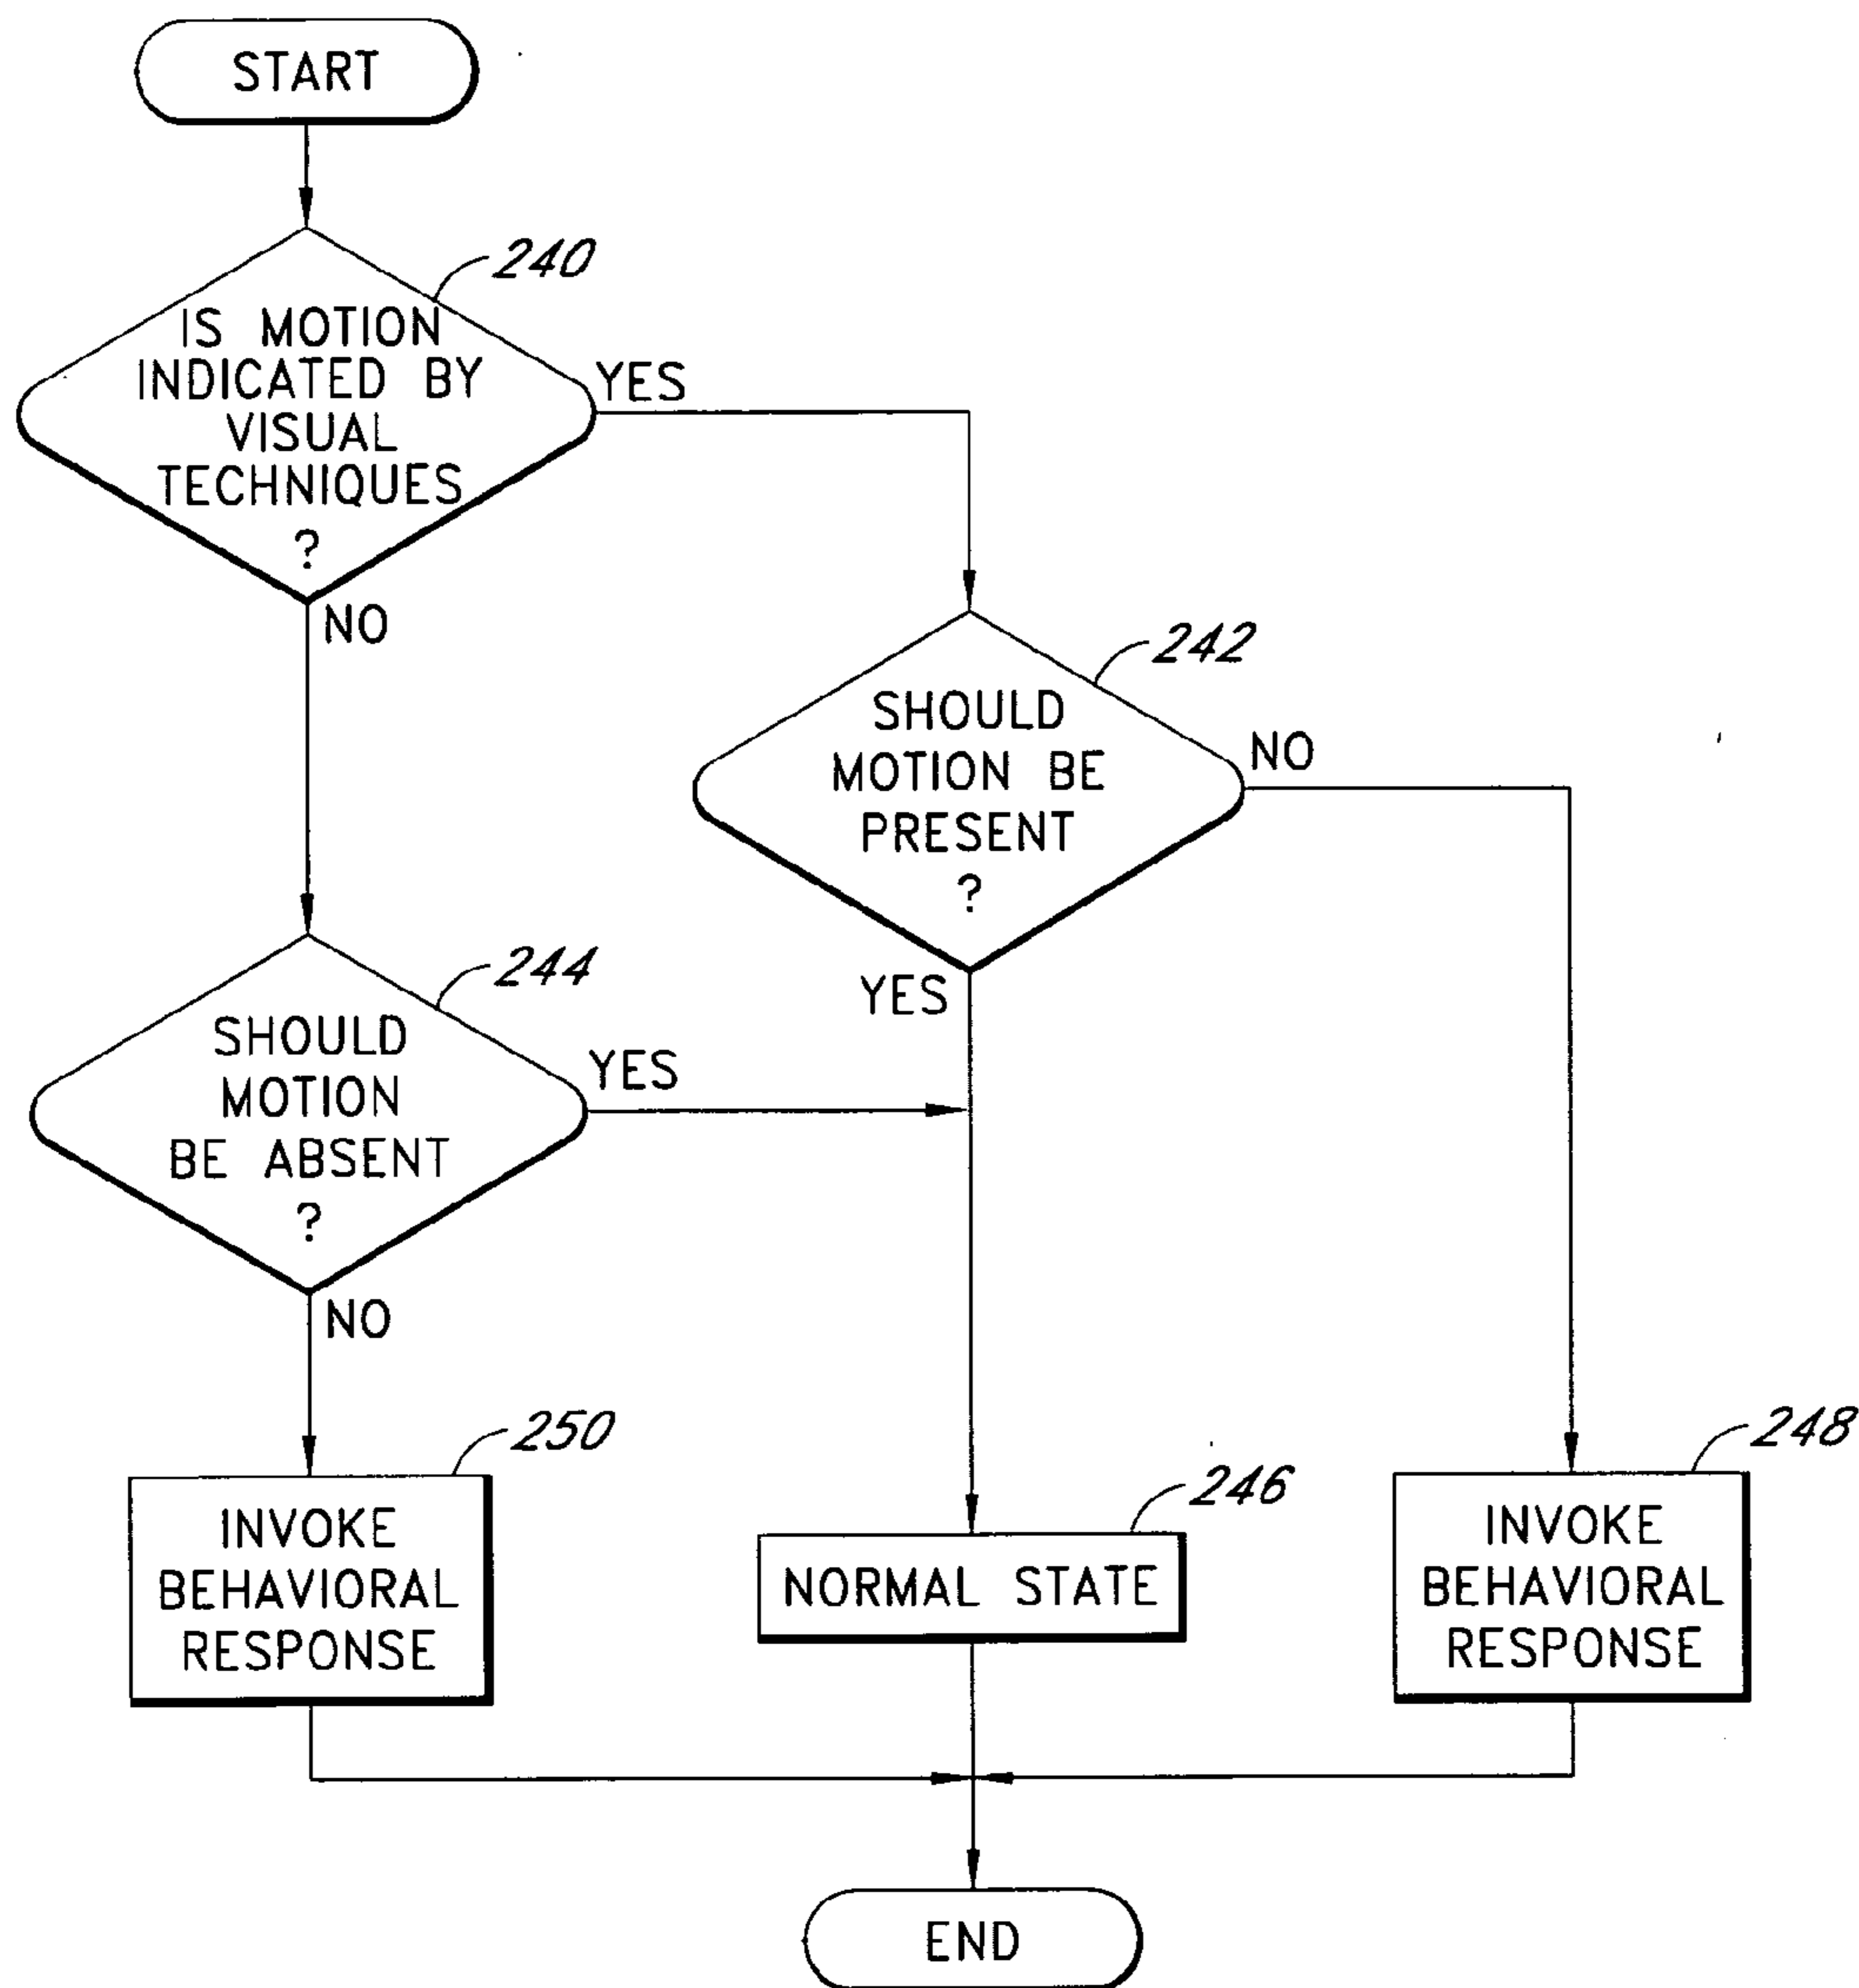 START
240
IS MOTION
INDICATED BY
VISUAL
TECHNIQUES
?
YES
NO
242
SHOULD
MOTION BE
PRESENT
?
NO
YES
244
SHOULD
MOTION
BE ABSENT
?
YES
NO
250
INVOKE
BEHAVIORAL
RESPONSE
246
NORMAL STATE
248
INVOKE
BEHAVIORAL
RESPONSE
END